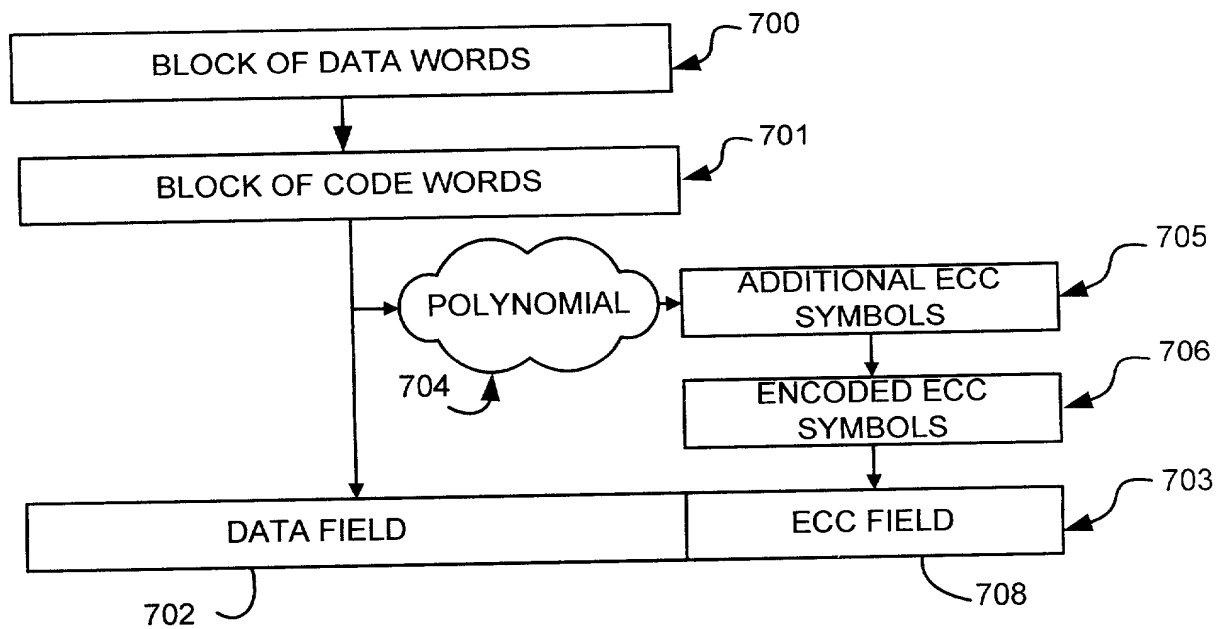 700
BLOCK OF DATA WORDS
701
BLOCK OF CODE WORDS
705
ADDITIONAL ECC
SYMBOLS
POLYNOMIAL
704
706
ENCODED ECC
SYMBOLS
703
DATA FIELD
ECC FIELD
702
708